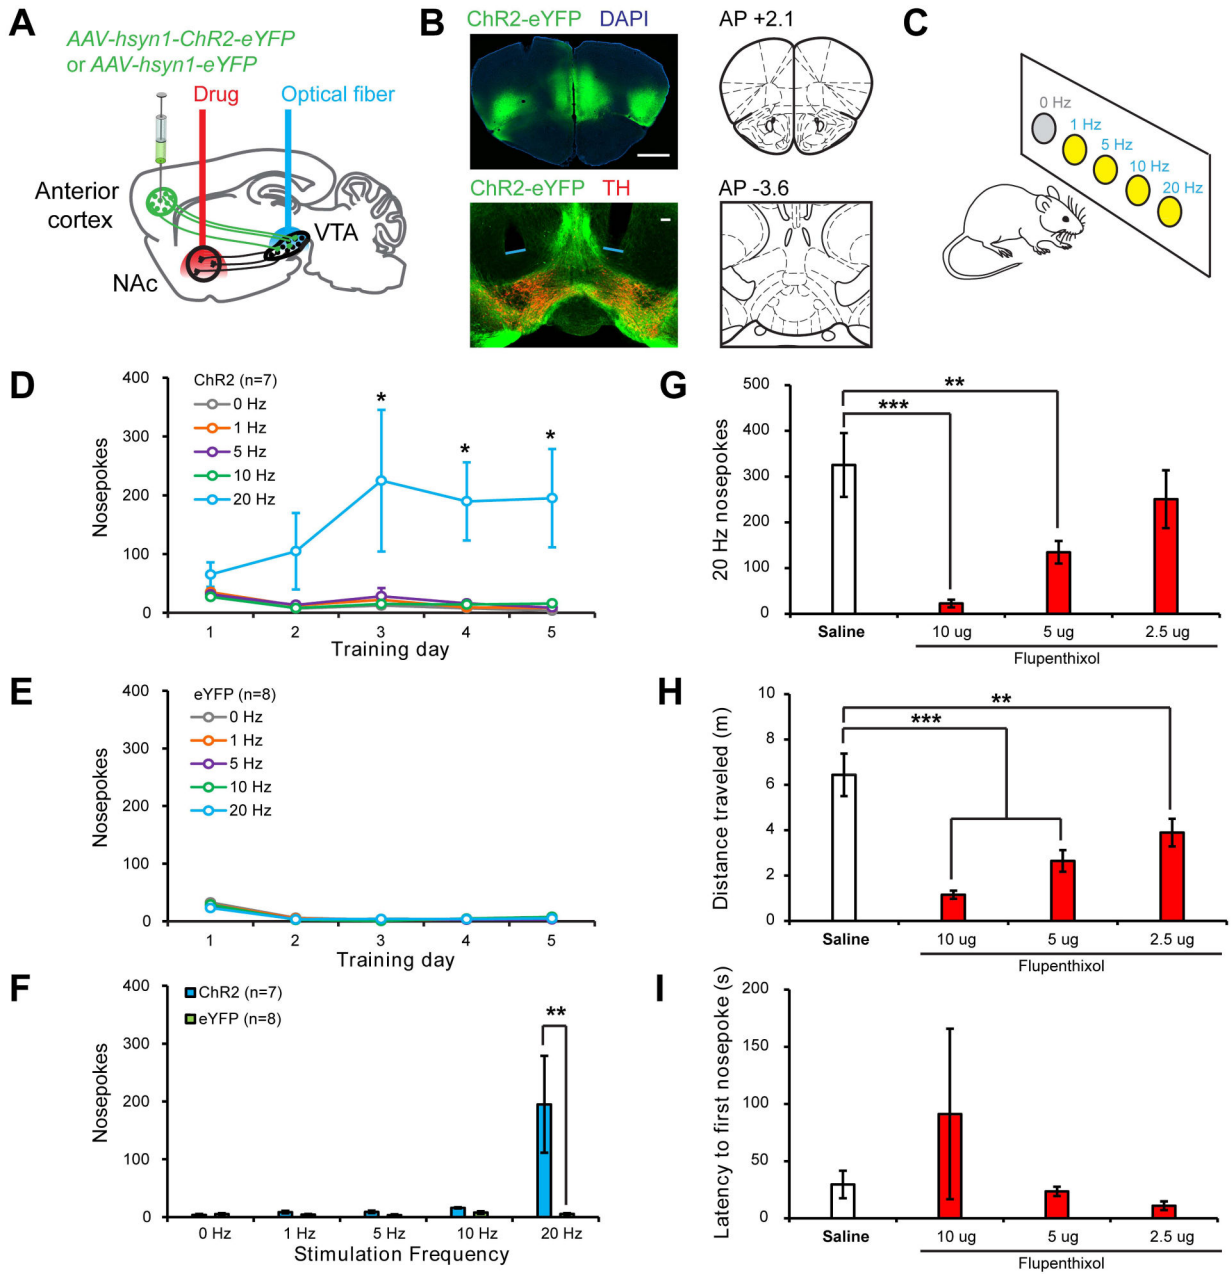 A
AAV-hsyn1-ChR2-eYFP
or AAV-hsyn1-eYFP
Drug
Optical fiber
Anterior
cortex
VTA
NAc
B
ChR2-eYFP DAPI
AP +2.1
ChR2-eYFP TH
AP -3.6
C
0 Hz
1 Hz
5 Hz
10 Hz
20 Hz
D
Nosepokes
400
300
200
100
0
ChR2 (n=7)
0 Hz
1 Hz
5 Hz
10 Hz
20 Hz
*
*
*
1 2 3 4 5
Training day
E
Nosepokes
400
300
200
100
0
eYFP (n=8)
0 Hz
1 Hz
5 Hz
10 Hz
20 Hz
1 2 3 4 5
Training day
F
Nosepokes
400
300
200
100
0
ChR2 (n=7)
eYFP (n=8)
**
0 Hz 1 Hz 5 Hz 10 Hz 20 Hz
Stimulation Frequency
G
20 Hz nosepokes
500
400
300
200
100
0
**
***
Saline 10 ug 5 ug 2.5 ug
Flupenthixol
H
Distance traveled (m)
10
8
6
4
2
0
**
***
Saline 10 ug 5 ug 2.5 ug
Flupenthixol
I
Latency to first nosepoke (s)
200
150
100
50
0
Saline 10 ug 5 ug 2.5 ug
Flupenthixol